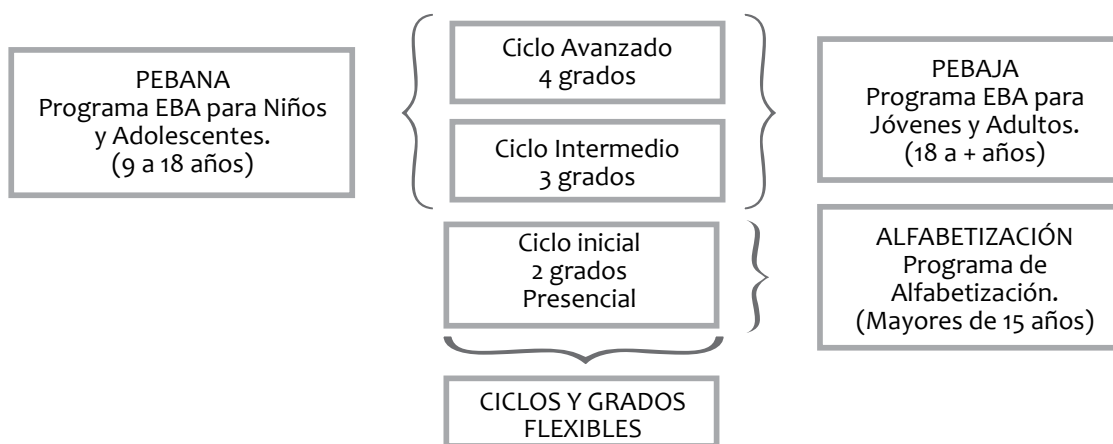 PEBANA
Programa EBA para Niños
y Adolescentes.
(9 a 18 años)
Ciclo Avanzado
4 grados
Ciclo Intermedio
3 grados
Ciclo inicial
2 grados
Presencial
CICLOS Y GRADOS
FLEXIBLES
PEBAJA
Programa EBA para
Jóvenes y Adultos.
(18 a + años)
ALFABETIZACIÓN
Programa de
Alfabetización.
(Mayores de 15 años)